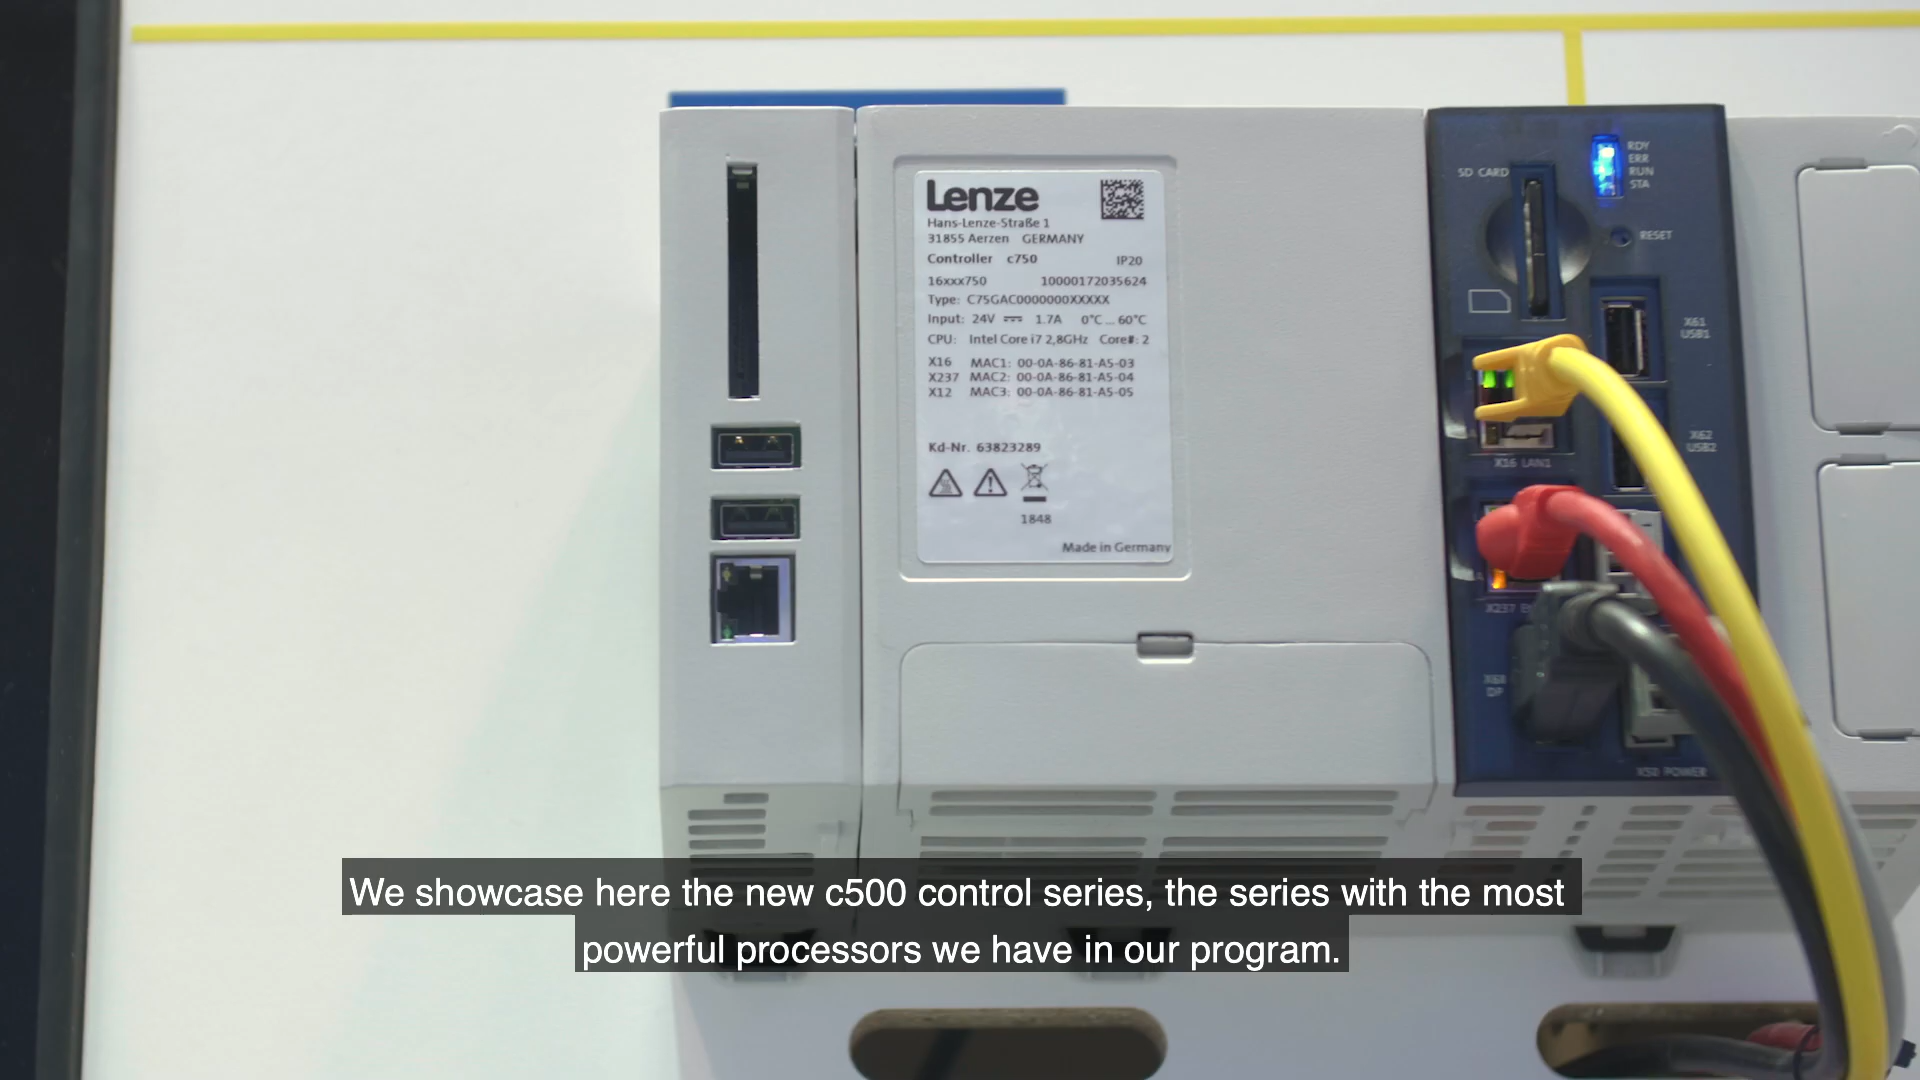 Lenze
Hans-Lenze-Straße 1
31855 Aerzen GERMANY
Controller c750 IP20
16xxx750 10000172035624
Type: C75GAC0000000XXXXX
Input: 24V 1.7A 0°C ... 60°C
CPU: Intel Core i7 2,8GHz Core#: 2
X16 MAC1: 00-0A-86-81-A5-03
X237 MAC2: 00-0A-86-81-A5-04
X12 MAC3: 00-0A-86-81-A5-05
Kd-Nr. 63823289
1848
Made in Germany
RDY
ERR
RUN
STA
SD CARD
RESET
X61
USB1
X62
USB2
X16 LAN1
X237
DP
POWER
We showcase here the new c500 control series, the series with the most
powerful processors we have in our program.